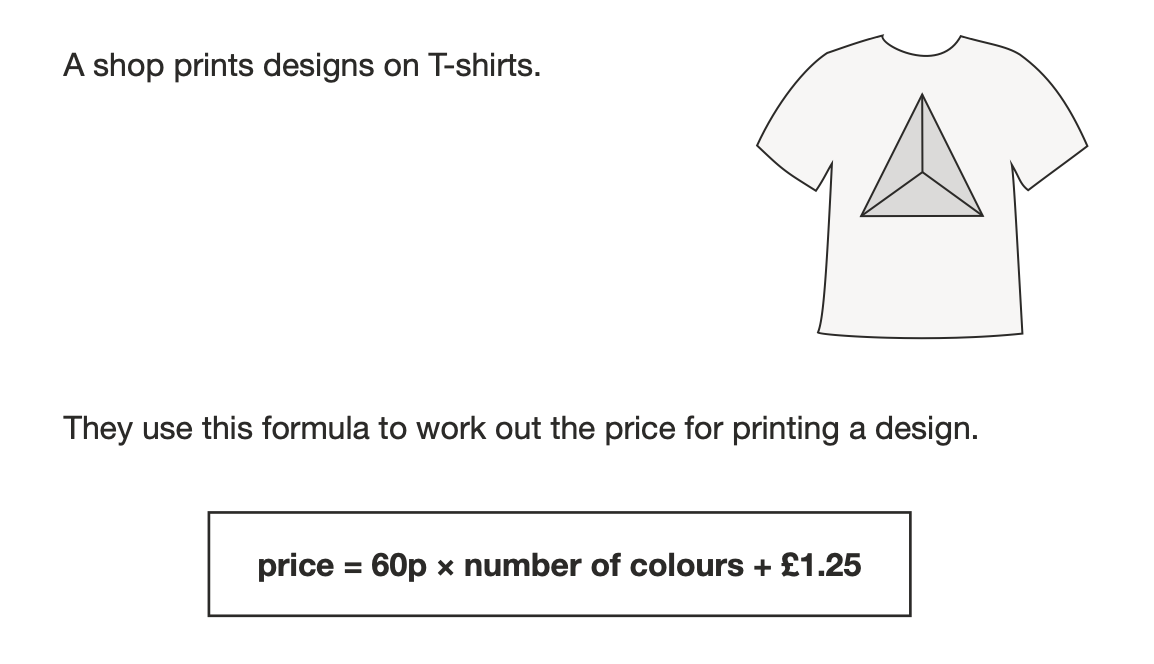 A shop prints designs on T-shirts.
They use this formula to work out the price for printing a design.
price = 60p × number of colours + £1.25